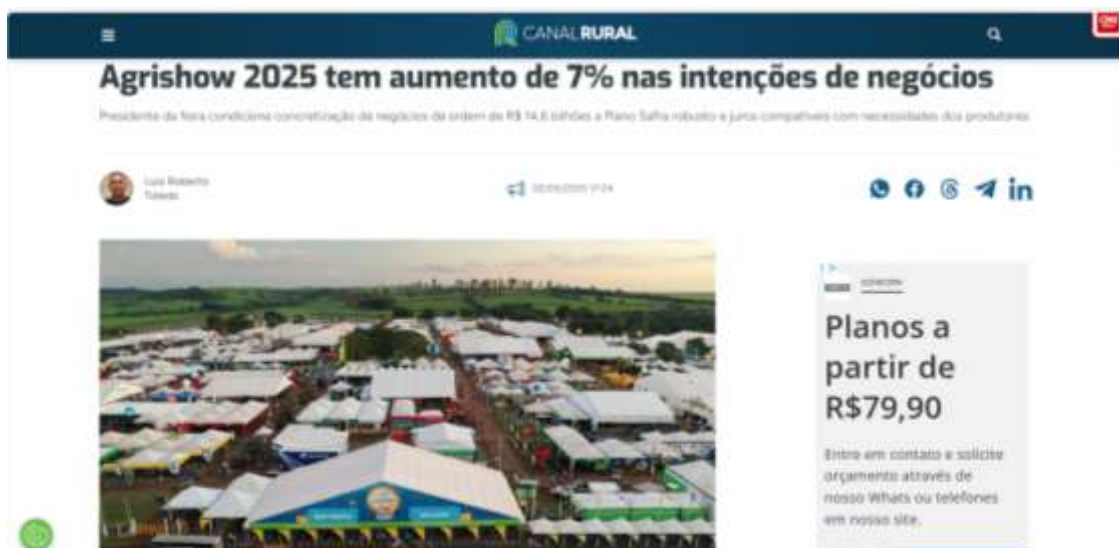 CANAL RURAL
Agrishow 2025 tem aumento de 7% nas intenções de negócios
Presidente da feira condiciona concretização de negócios da ordem de R$ 14,6 bilhões a Plano Safra robusto e juros compatíveis com necessidades dos produtores
Luis Roberto
Toledo
Planos a
partir de
R$79,90
Entre em contato e solicite
orçamento através de
nosso Whats ou telefones
em nosso site.